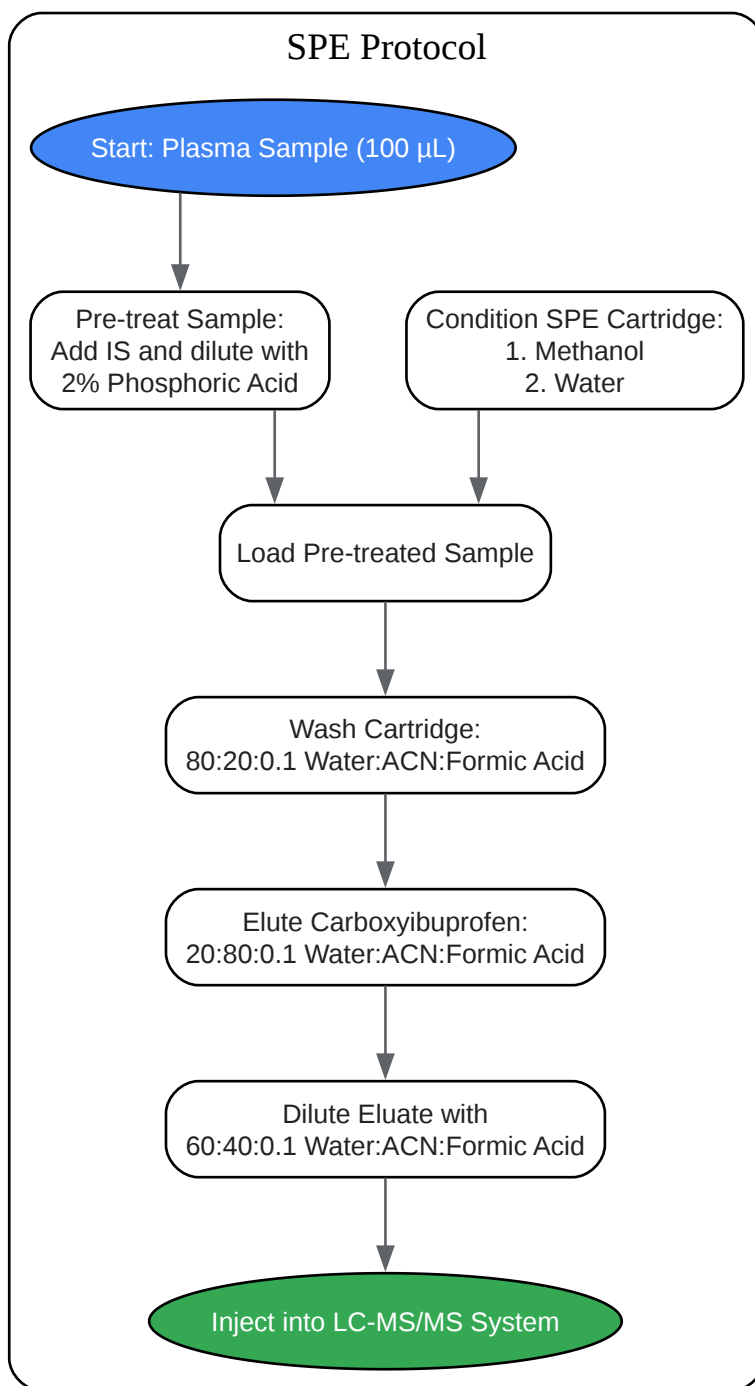 SPE Protocol
Start: Plasma Sample (100 µL)
Pre-treat Sample:
Add IS and dilute with
2% Phosphoric Acid
Condition SPE Cartridge:
1. Methanol
2. Water
Load Pre-treated Sample
Wash Cartridge:
80:20:0.1 Water:ACN:Formic Acid
Elute Carboxyibuprofen:
20:80:0.1 Water:ACN:Formic Acid
Dilute Eluate with
60:40:0.1 Water:ACN:Formic Acid
Inject into LC-MS/MS System